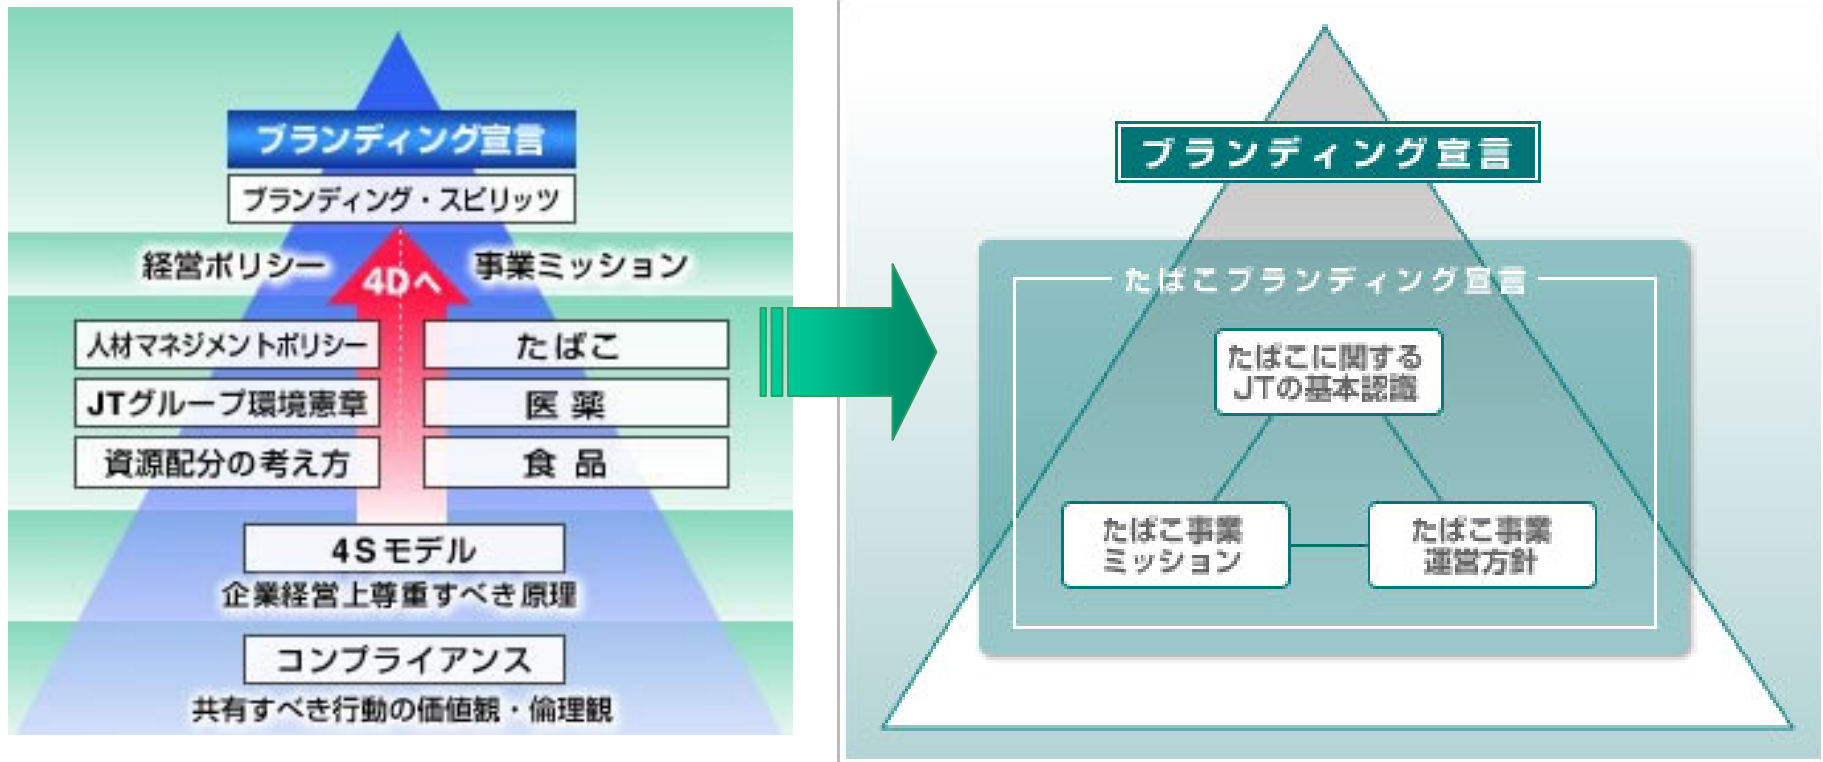 ブランディング宣言
ブランディング・スピリッツ
経営ポリシー
4Dへ
事業ミッション
人材マネジメントポリシー
たばこ
JTグループ環境憲章
医薬
資源配分の考え方
食品
4Sモデル
企業経営上尊重すべき原理
コンプライアンス
共有すべき行動の価値観・倫理観
ブランディング宣言
たばこブランディング宣言
たばこに関する
JTの基本認識
たばこ事業
ミッション
たばこ事業
運営方針